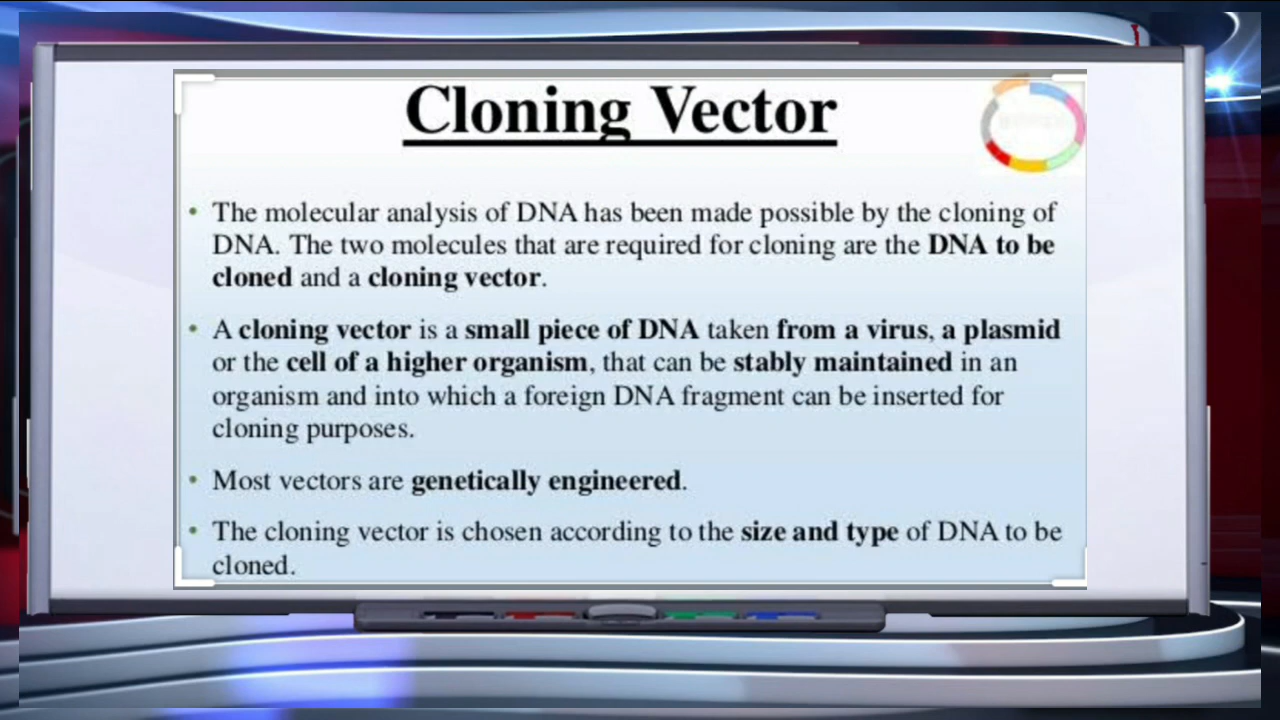 Cloning Vector
• The molecular analysis of DNA has been made possible by the cloning of
DNA. The two molecules that are required for cloning are the DNA to be
cloned and a cloning vector.
• A cloning vector is a small piece of DNA taken from a virus, a plasmid
or the cell of a higher organism, that can be stably maintained in an
organism and into which a foreign DNA fragment can be inserted for
cloning purposes.
• Most vectors are genetically engineered.
• The cloning vector is chosen according to the size and type of DNA to be
cloned.